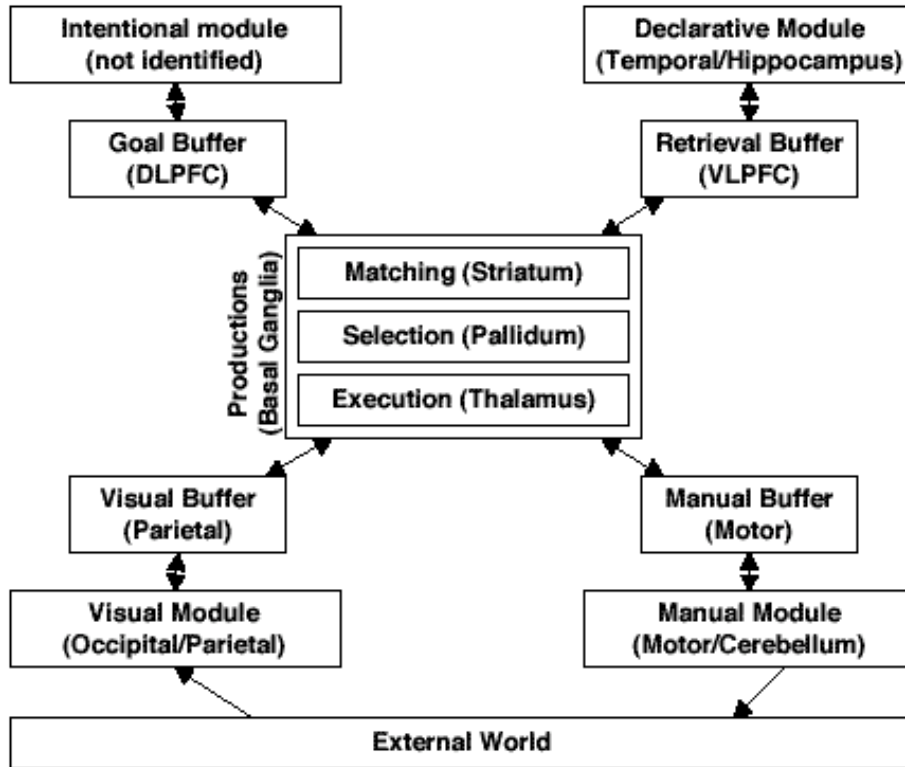 Intentional module
(not identified)
Declarative Module
(Temporal/Hippocampus)
Goal Buffer
(DLPFC)
Retrieval Buffer
(VLPFC)
Productions
(Basal Ganglia)
Matching (Striatum)
Selection (Pallidum)
Execution (Thalamus)
Visual Buffer
(Parietal)
Manual Buffer
(Motor)
Visual Module
(Occipital/Parietal)
Manual Module
(Motor/Cerebellum)
External World